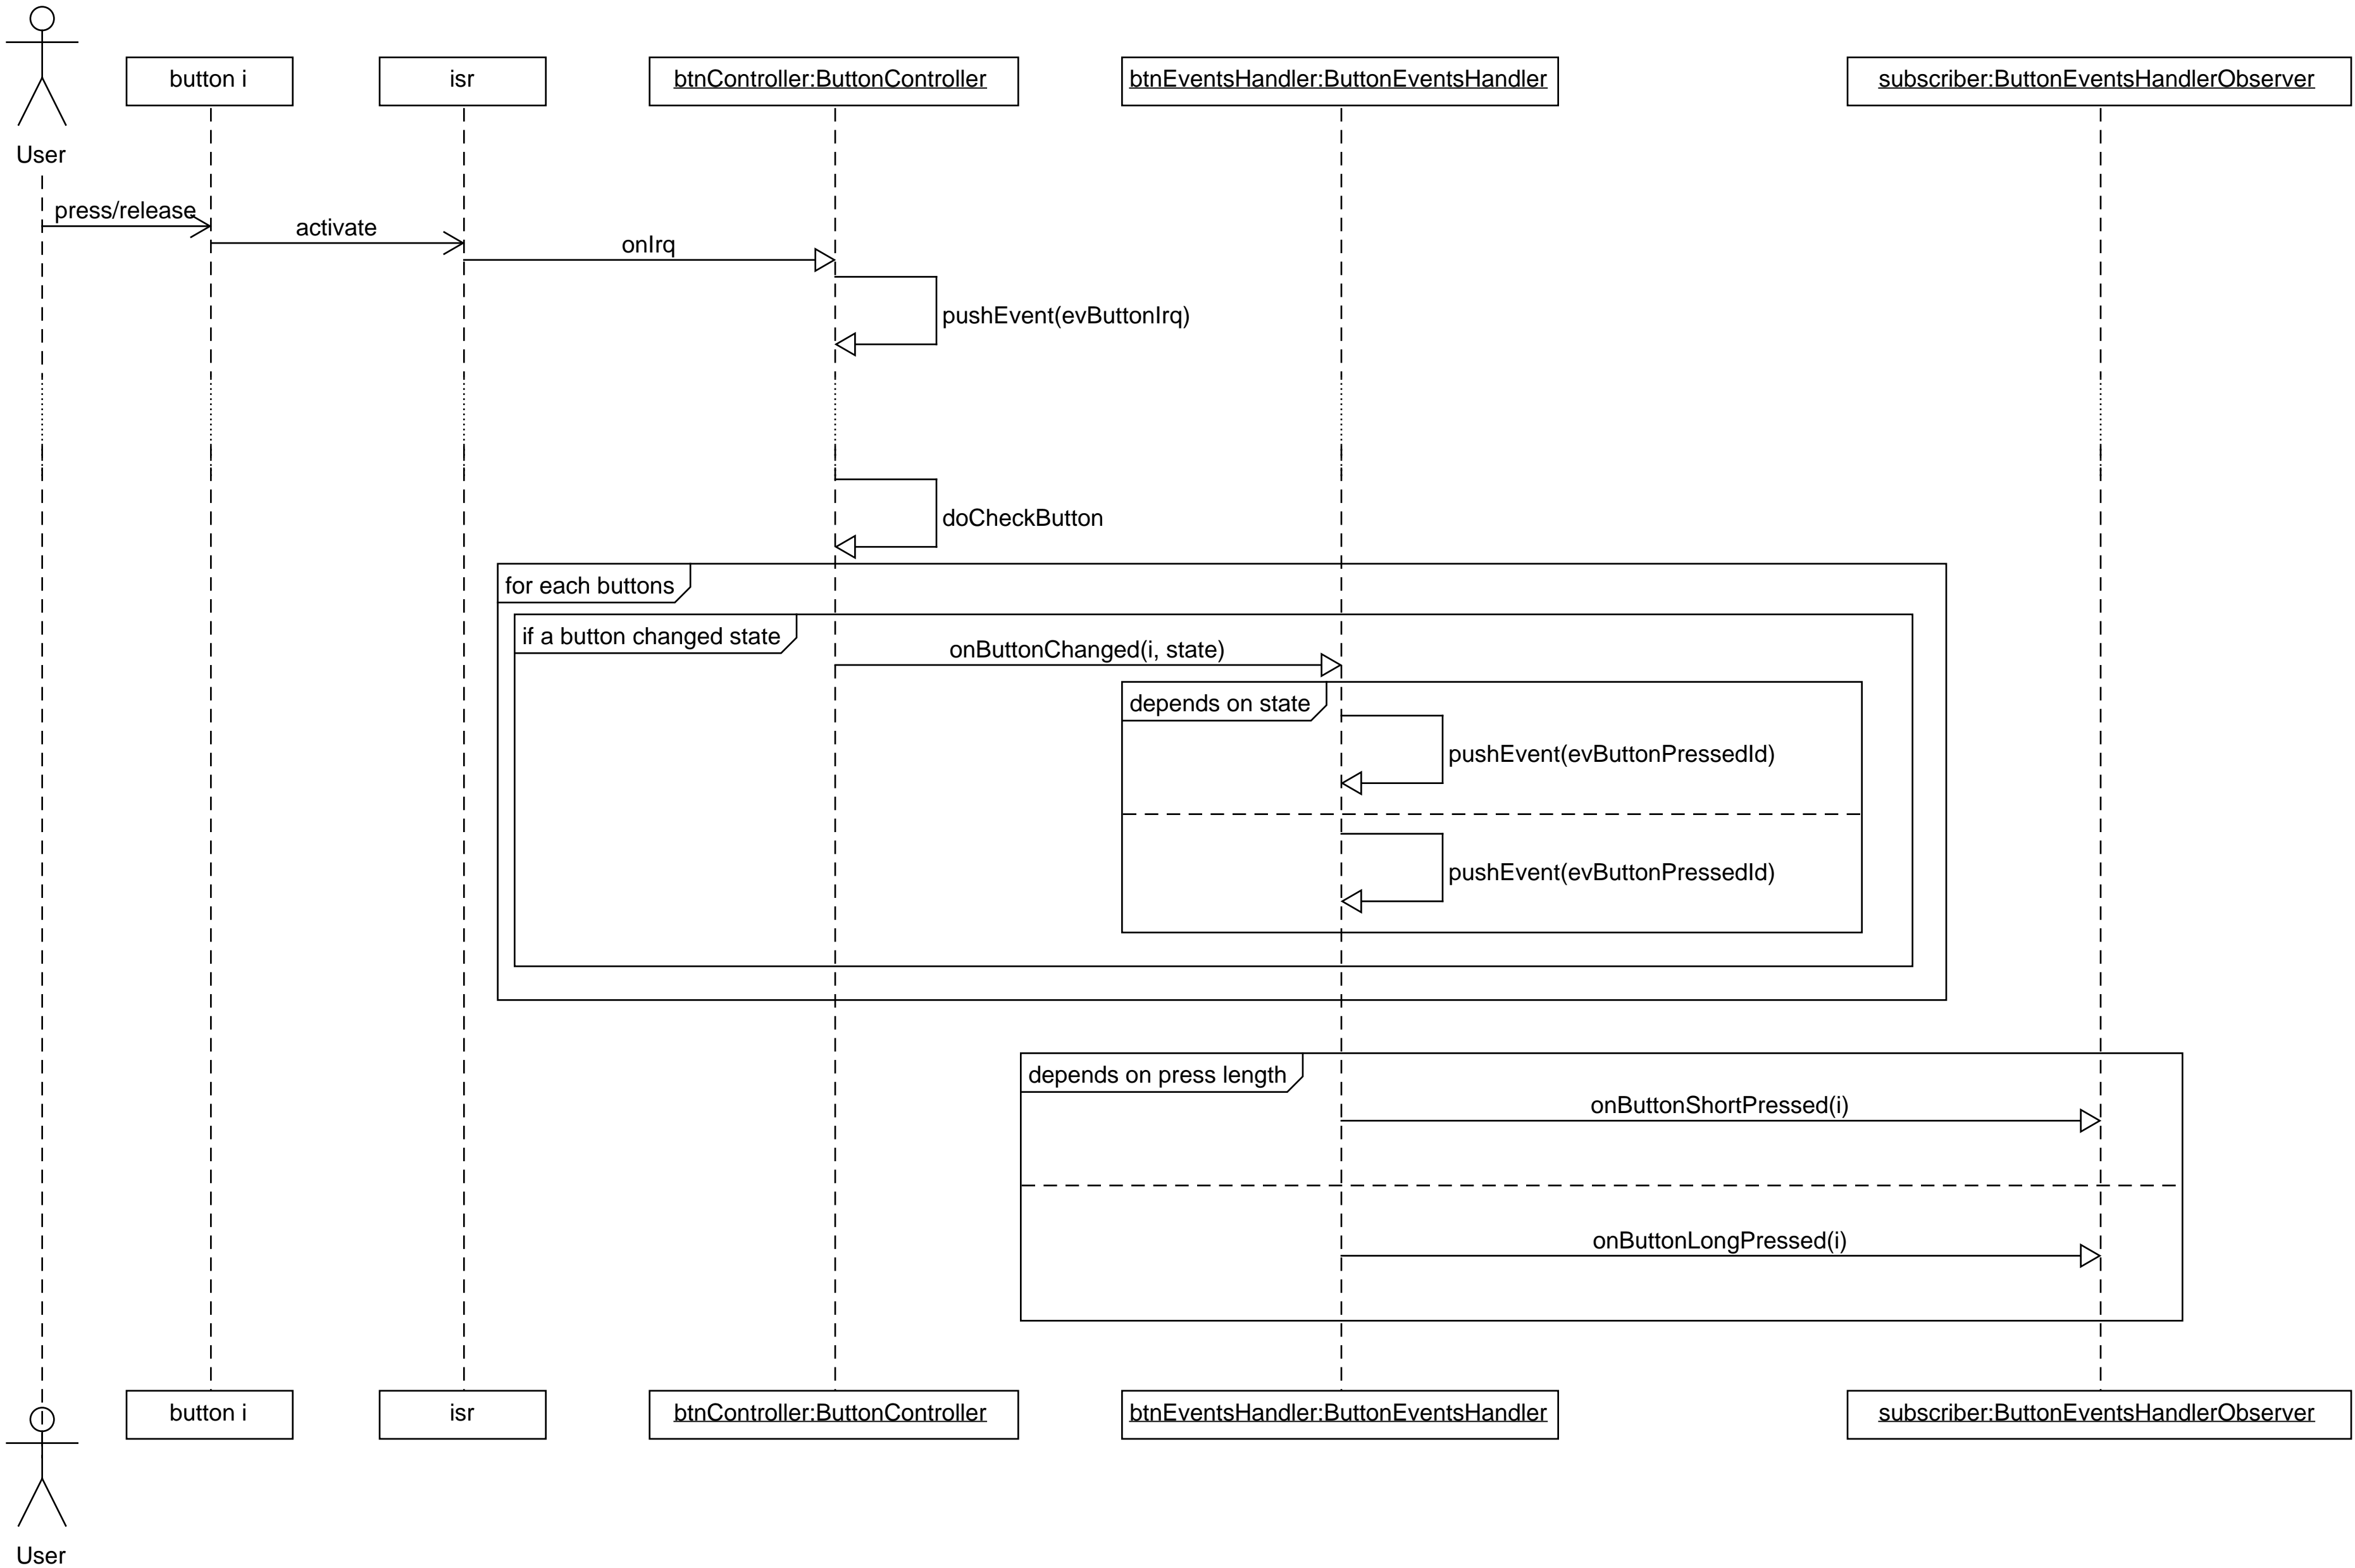 button i
isr
btnController:ButtonController
btnEventsHandler:ButtonEventsHandler
subscriber:ButtonEventsHandlerObserver
User
press/release
activate
onIrq
pushEvent(evButtonIrq)
doCheckButton
for each buttons
if a button changed state
onButtonChanged(i, state)
depends on state
pushEvent(evButtonPressedId)
pushEvent(evButtonPressedId)
depends on press length
onButtonShortPressed(i)
onButtonLongPressed(i)
button i
isr
btnController:ButtonController
btnEventsHandler:ButtonEventsHandler
subscriber:ButtonEventsHandlerObserver
User